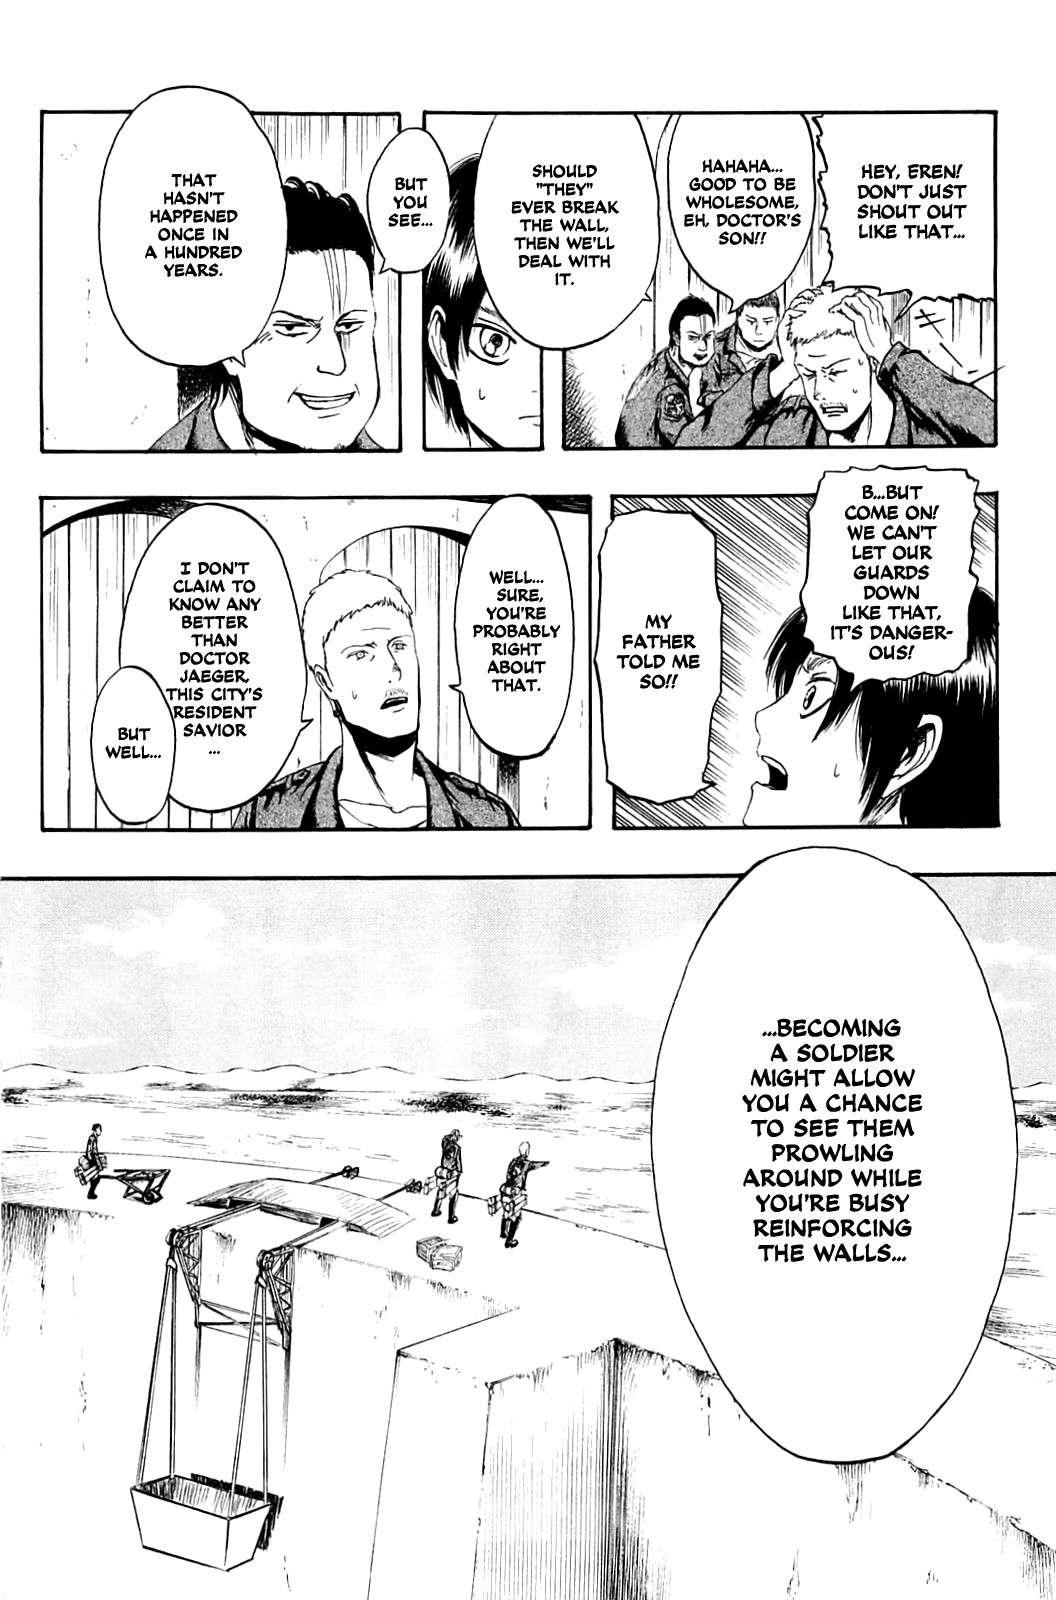 HEY, EREN!
DON'T JUST
SHOUT OUT
LIKE THAT...
HAHAHA...
GOOD TO BE
WHOLESOME,
EH, DOCTOR'S
SON!!
SHOULD
"THEY"
EVER BREAK
THE WALL,
THEN WE'LL
DEAL WITH
IT.
BUT
YOU
SEE...
THAT
HASN'T
HAPPENED
ONCE IN
A HUNDRED
YEARS.
B...BUT
COME ON!
WE CAN'T
LET OUR
GUARDS
DOWN
LIKE THAT,
IT'S DANGER-
OUS!
MY
FATHER
TOLD ME
SO!!
WELL...
SURE,
YOU'RE
PROBABLY
RIGHT
ABOUT
THAT.
I DON'T
CLAIM TO
KNOW ANY
BETTER
THAN
DOCTOR
JAEGER,
THIS CITY'S
RESIDENT
SAVIOR
...
BUT
WELL...
...BECOMING
A SOLDIER
MIGHT ALLOW
YOU A CHANCE
TO SEE THEM
PROWLING
AROUND WHILE
YOU'RE BUSY
REINFORCING
THE WALLS...